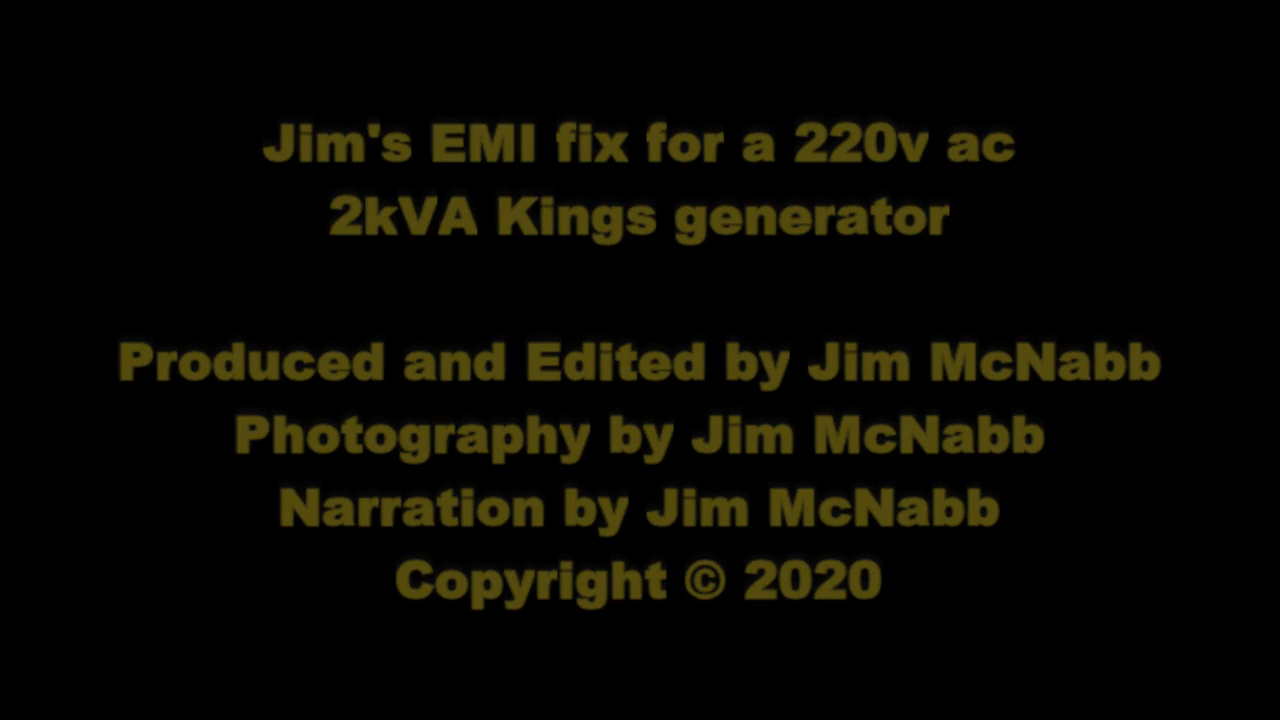 Jim's EMI fix for a 220v ac
2kVA Kings generator
Produced and Edited by Jim McNabb
Photography by Jim McNabb
Narration by Jim McNabb
Copyright © 2020